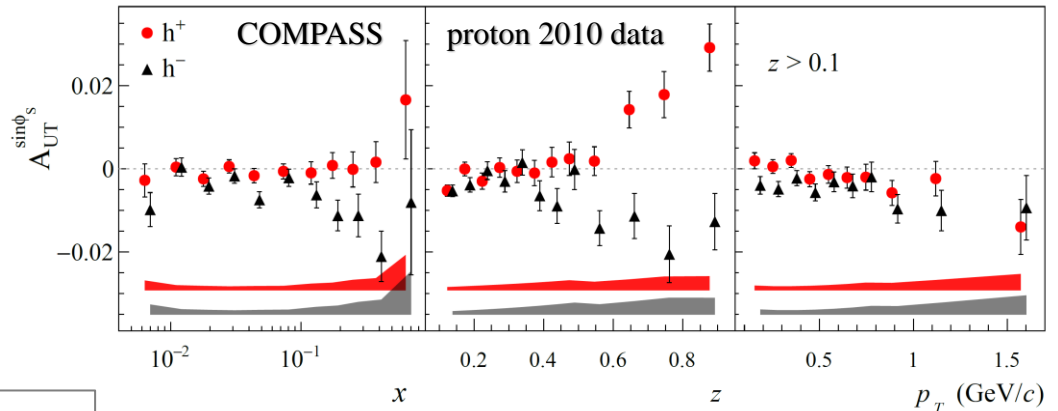 h⁺ COMPASS
h⁻
proton 2010 data
z > 0.1
A_UT^sinϕ_S
0.02
0
−0.02
10⁻² 10⁻¹
0.2 0.4 0.6 0.8
0.5 1 1.5
x
z
p_T (GeV/c)